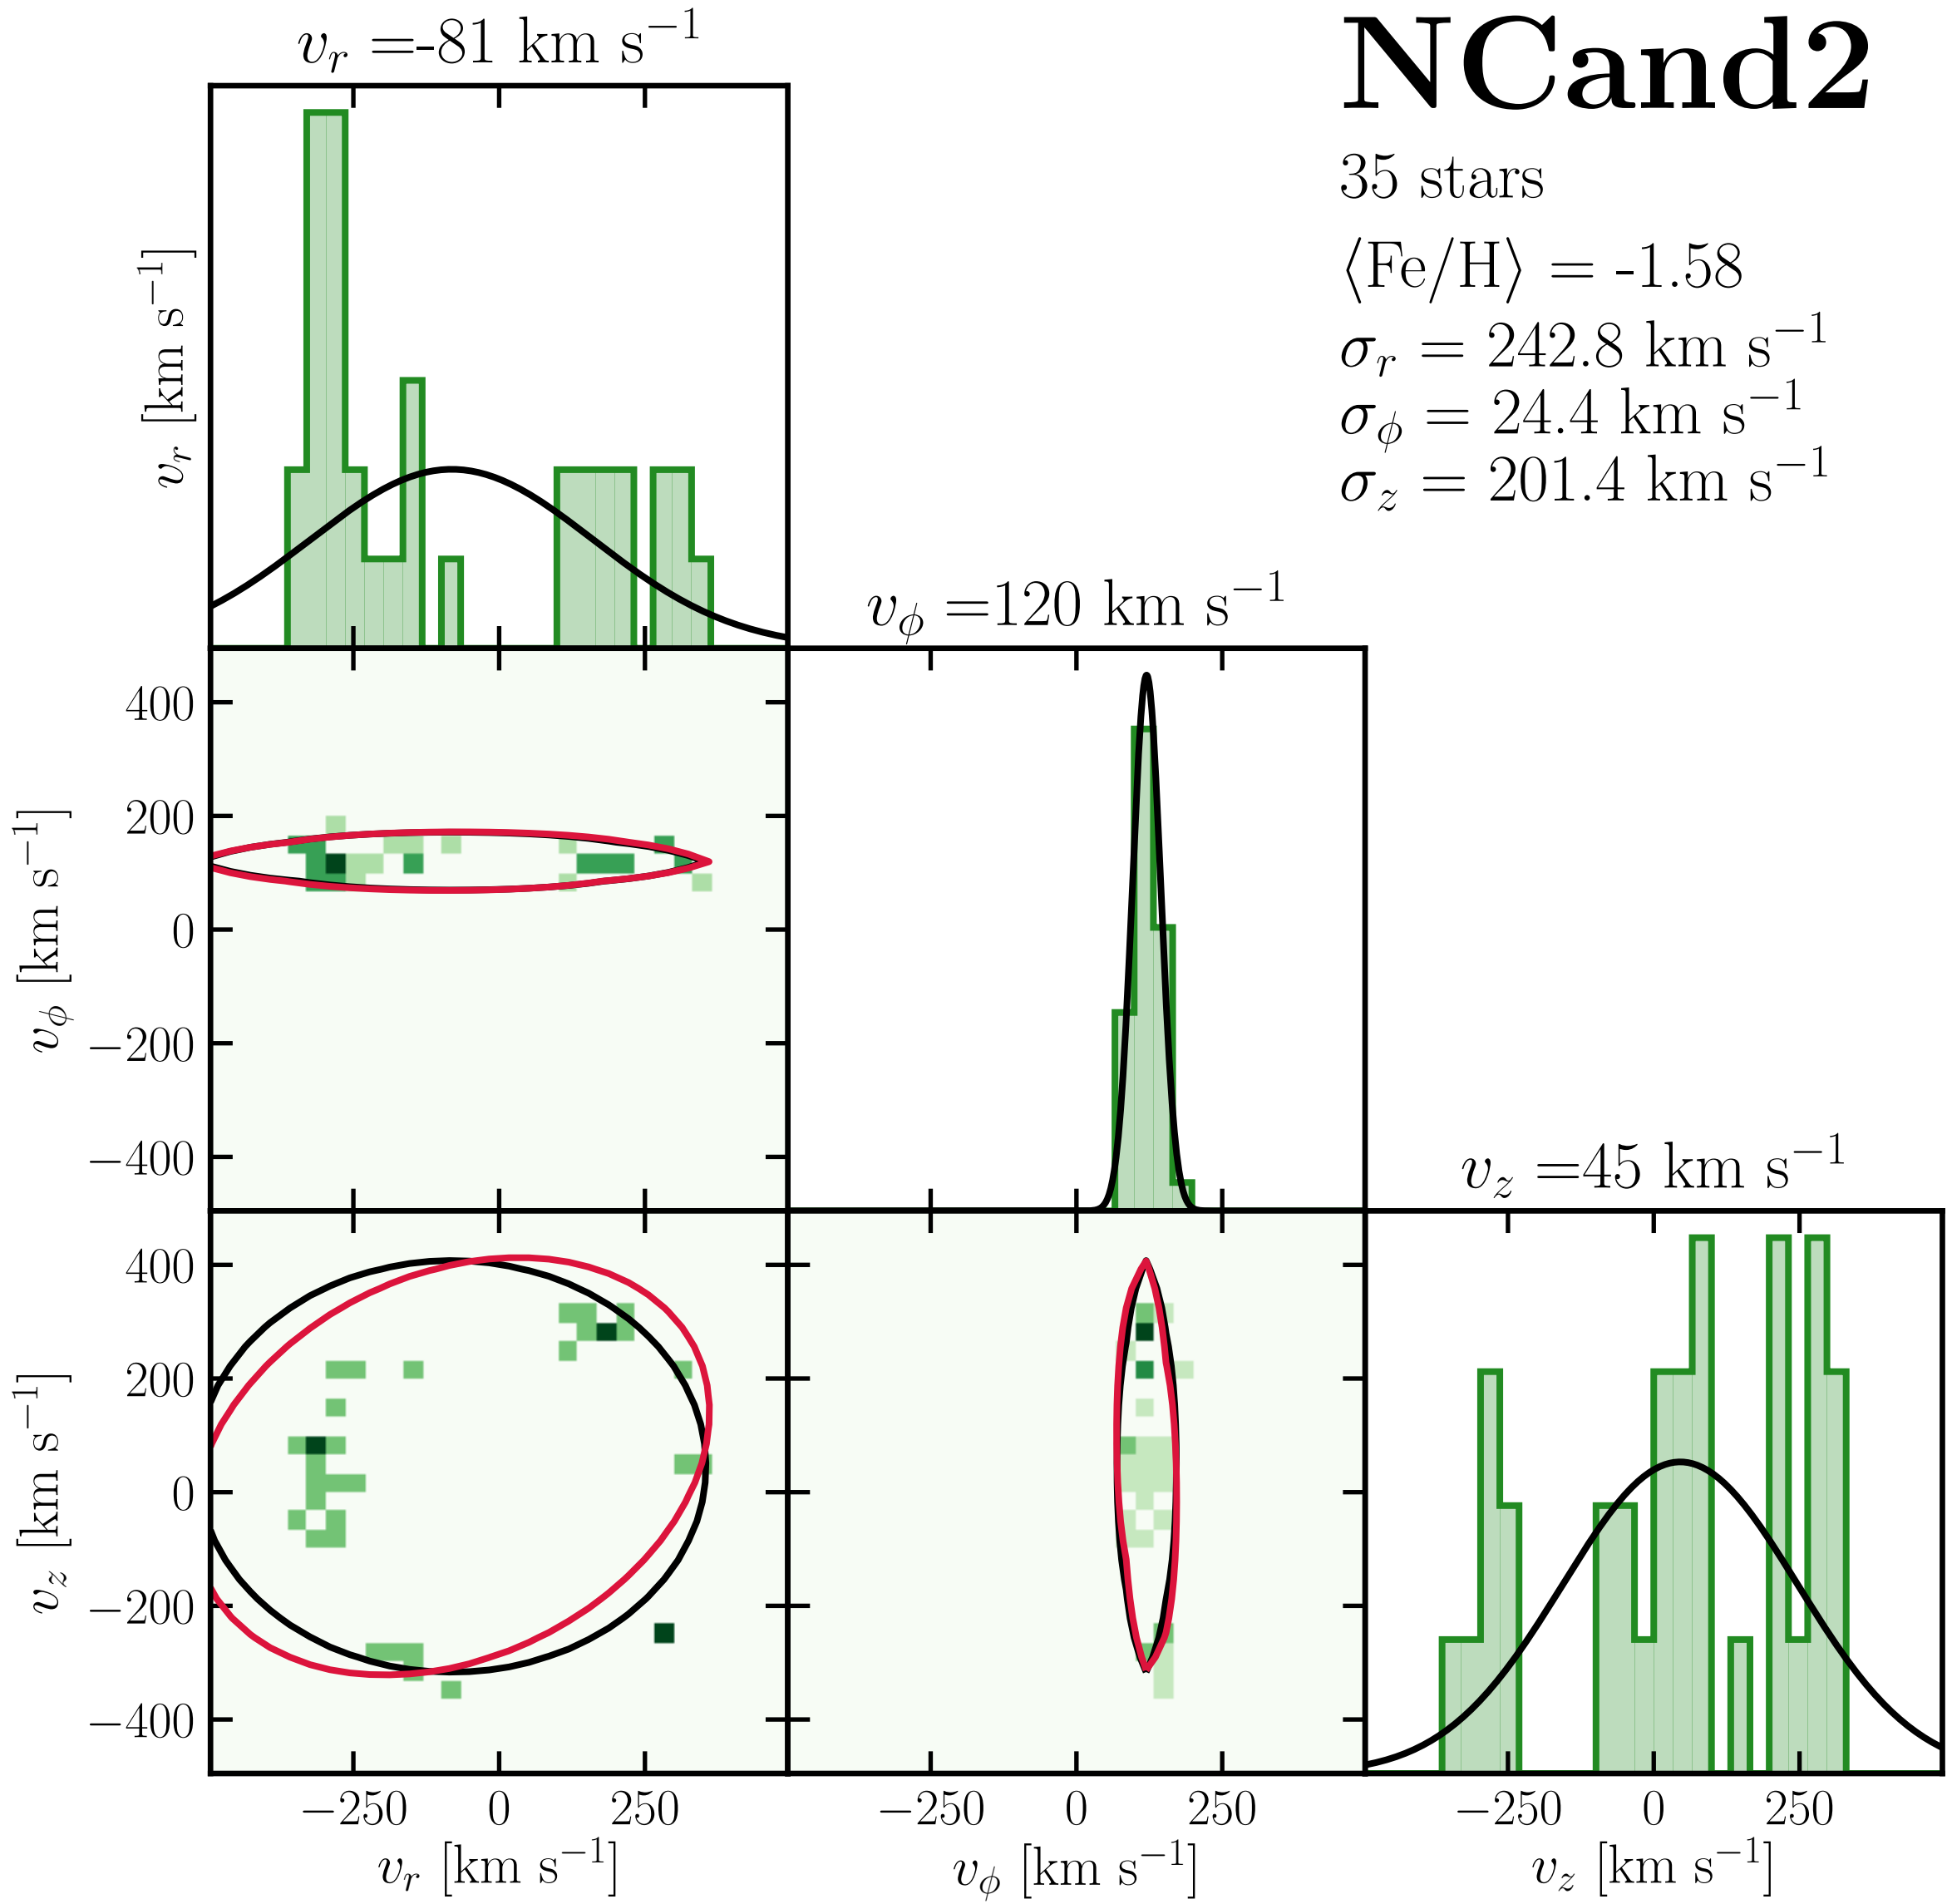 NCand2
35 stars
⟨Fe/H⟩ = -1.58
σ_r = 242.8 km s⁻¹
σ_ϕ = 24.4 km s⁻¹
σ_z = 201.4 km s⁻¹
v_r =-81 km s⁻¹
v_r [km s⁻¹]
v_ϕ =120 km s⁻¹
400
200
0
−200
−400
v_ϕ [km s⁻¹]
v_z =45 km s⁻¹
400
200
0
−200
−400
v_z [km s⁻¹]
−250 0 250
−250 0 250
−250 0 250
v_r [km s⁻¹]
v_ϕ [km s⁻¹]
v_z [km s⁻¹]